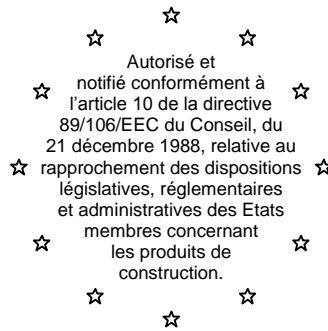 Autorisé et
notifié conformément à
l'article 10 de la directive
89/106/EEC du Conseil, du
21 décembre 1988, relative au
rapprochement des dispositions
législatives, réglementaires
et administratives des Etats
membres concernant
les produits de
construction.